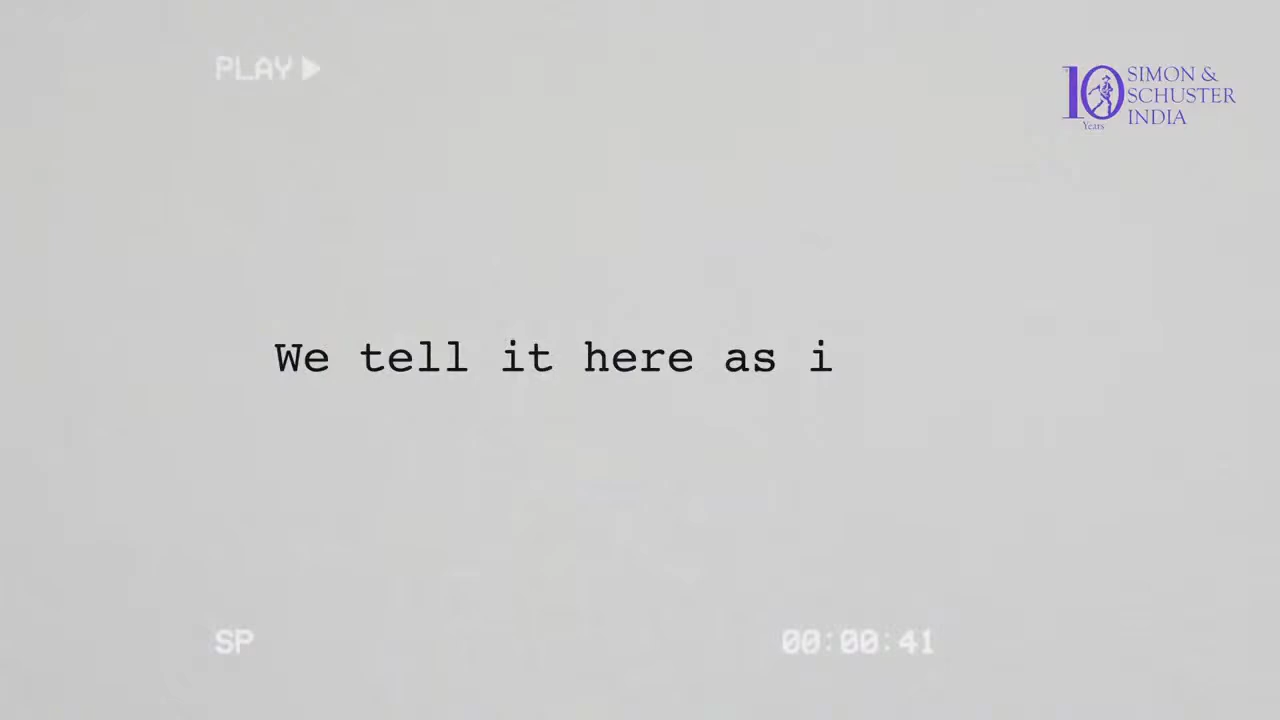 PLAY
10 SIMON &
SCHUSTER
INDIA
Years
We tell it here as i
SP
00:00:41